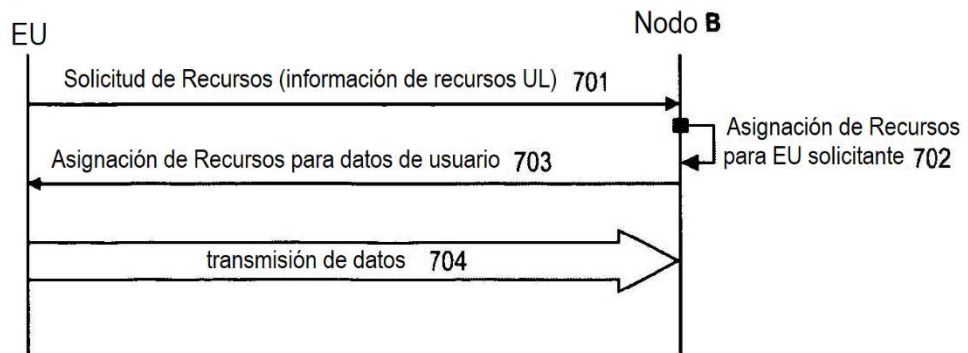 EU
Nodo B
Solicitud de Recursos (información de recursos UL) 701
Asignación de Recursos
para EU solicitante 702
Asignación de Recursos para datos de usuario 703
transmisión de datos 704